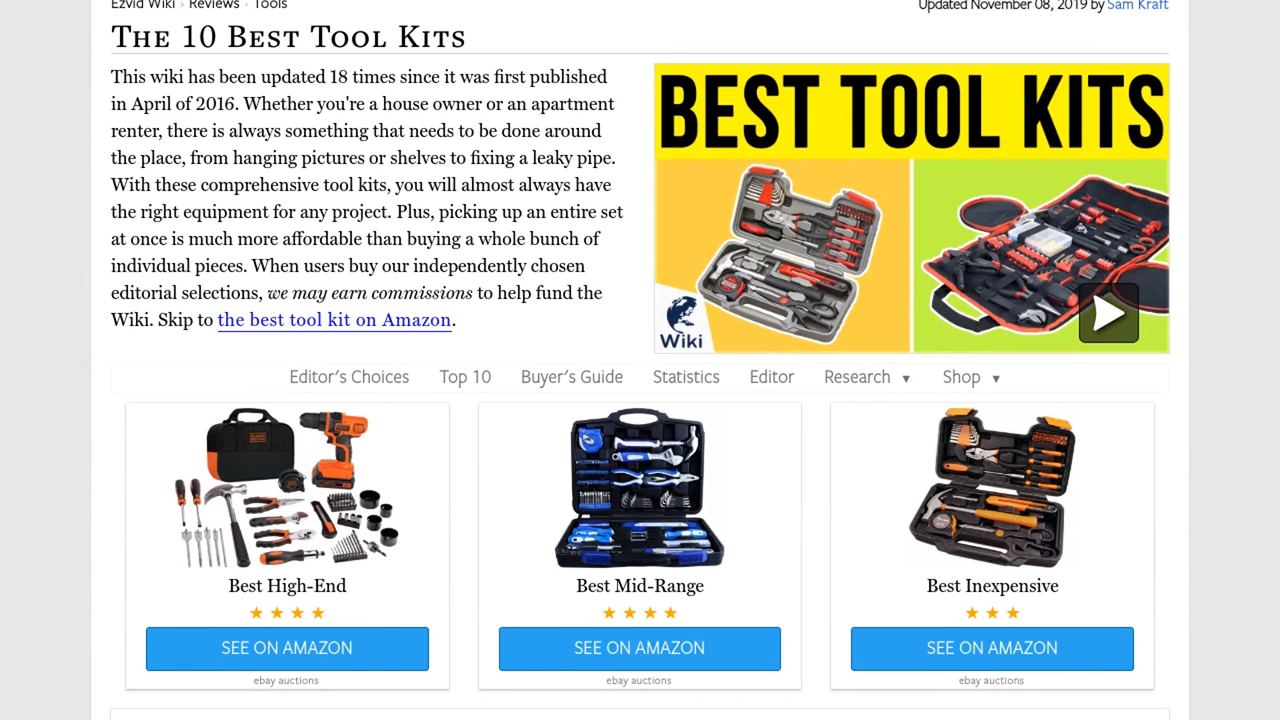 Ezvid Wiki › Reviews › Tools
Updated November 08, 2019 by Sam Kraft
The 10 Best Tool Kits
This wiki has been updated 18 times since it was first published
in April of 2016. Whether you're a house owner or an apartment
renter, there is always something that needs to be done around
the place, from hanging pictures or shelves to fixing a leaky pipe.
With these comprehensive tool kits, you will almost always have
the right equipment for any project. Plus, picking up an entire set
at once is much more affordable than buying a whole bunch of
individual pieces. When users buy our independently chosen
editorial selections, we may earn commissions to help fund the
Wiki. Skip to the best tool kit on Amazon.
BEST TOOL KITS
Wiki
Editor's Choices Top 10 Buyer's Guide Statistics Editor Research ▼ Shop ▼
Best High-End
★ ★ ★ ★
SEE ON AMAZON
ebay auctions
Best Mid-Range
★ ★ ★ ★
SEE ON AMAZON
ebay auctions
Best Inexpensive
★ ★ ★
SEE ON AMAZON
ebay auctions